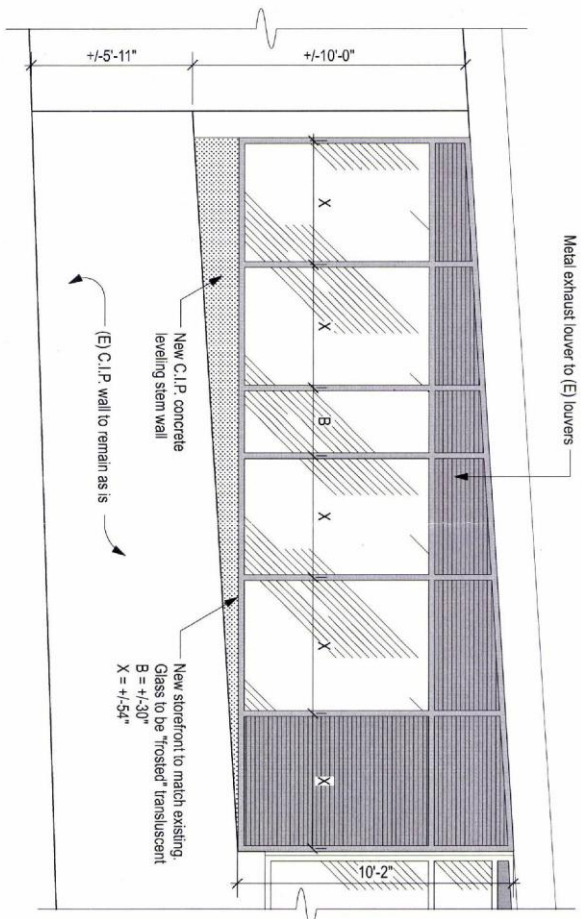 Metal exhaust louver to (E) louvers
+/-10'-0"
+/-5'-11"
X
X
B
X
X
X
10'-2"
New C.I.P. concrete
leveling stem wall
(E) C.I.P. wall to remain as is
New storefront to match existing.
Glass to be "frosted" transluscent
B = +/-30"
X = +/-54"